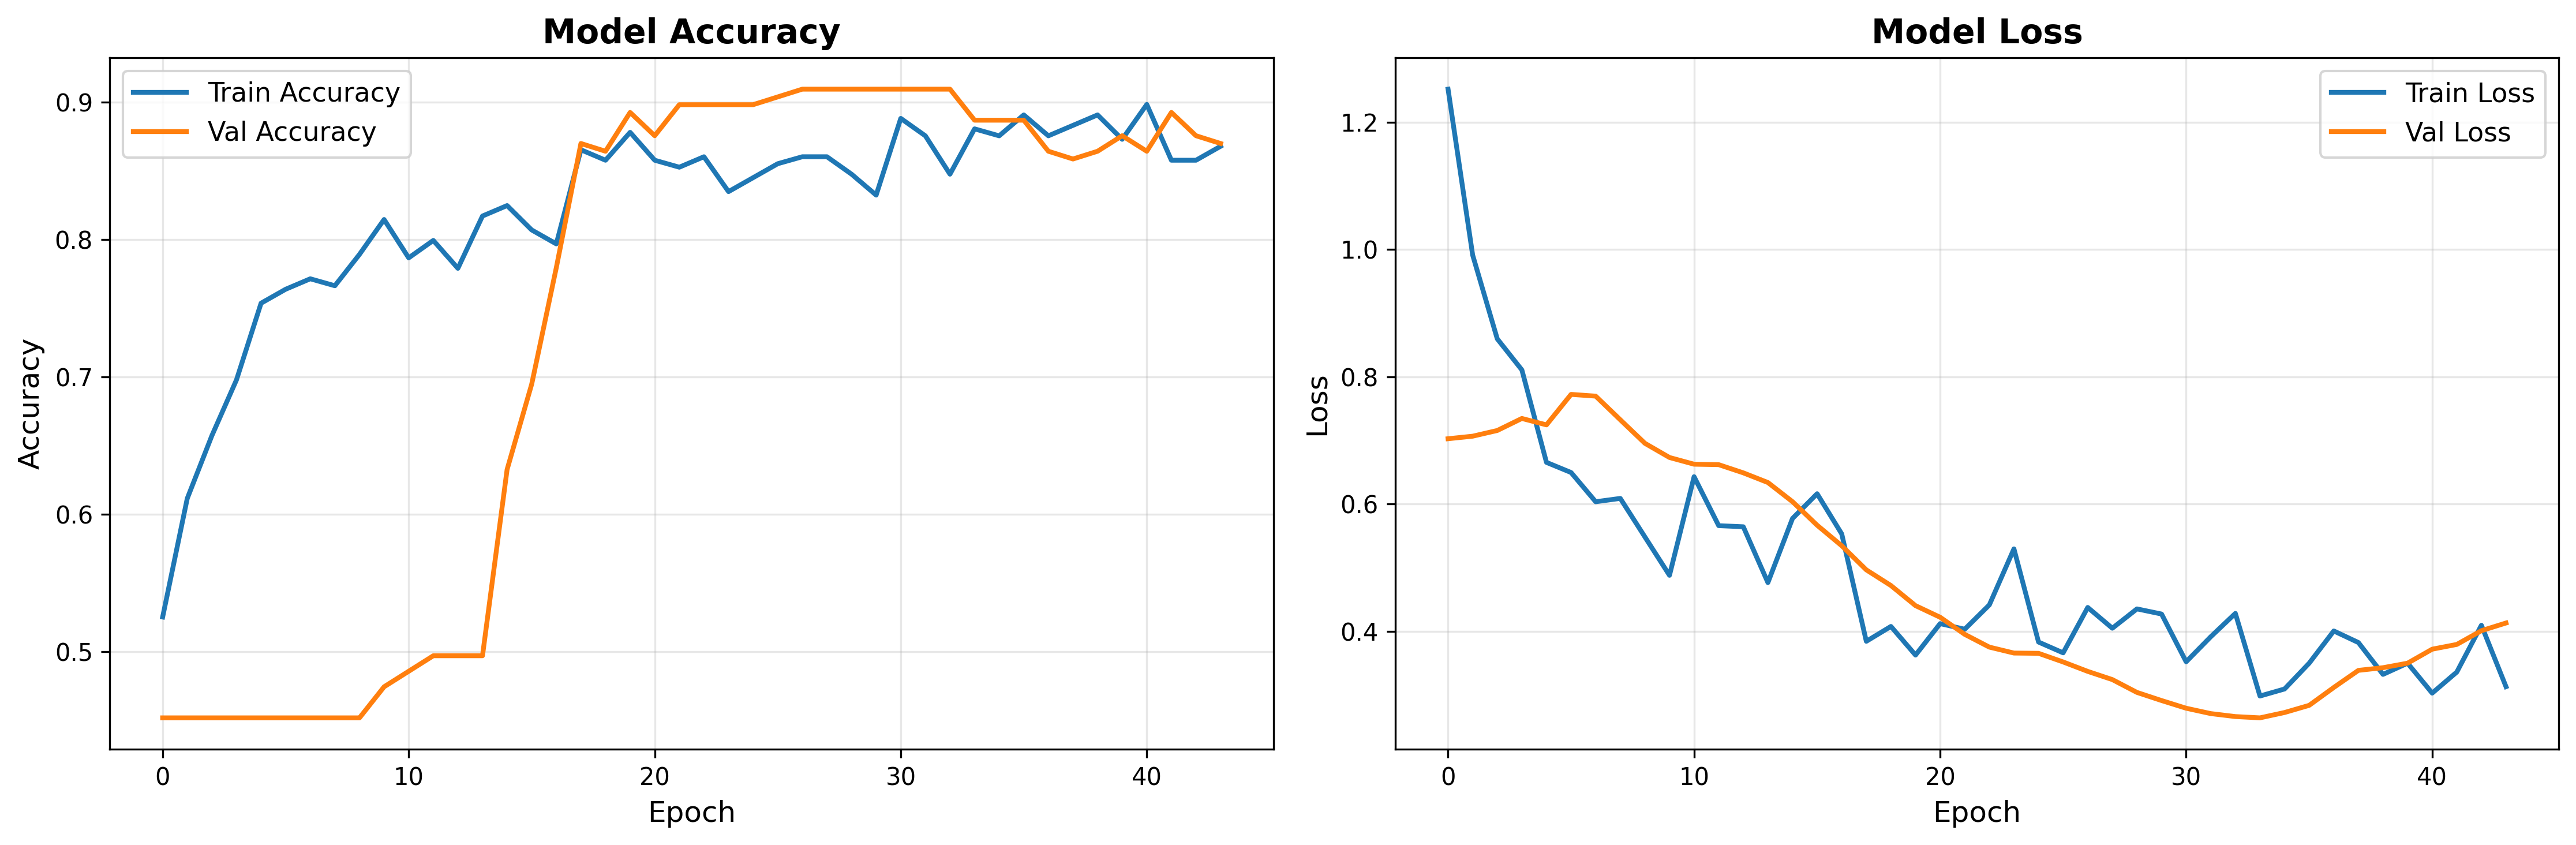 Model Accuracy
Train Accuracy
Val Accuracy
0.9
0.8
0.7
0.6
0.5
Accuracy
0 10 20 30 40
Epoch
Model Loss
Train Loss
Val Loss
1.2
1.0
0.8
0.6
0.4
Loss
0 10 20 30 40
Epoch